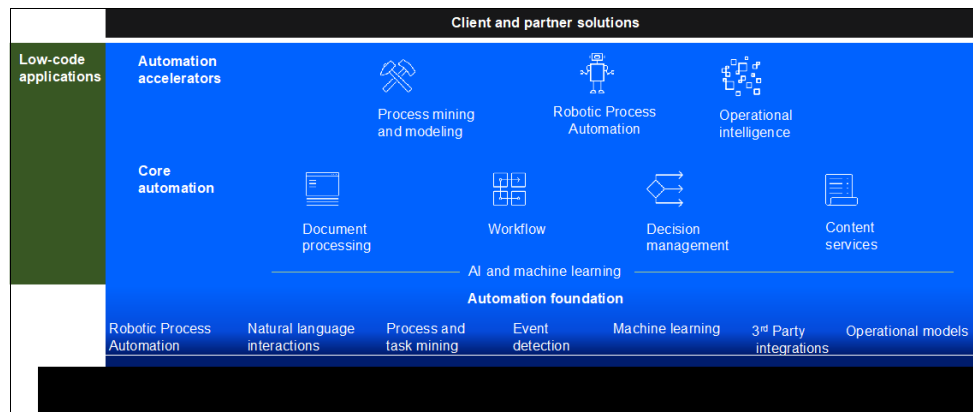 Client and partner solutions
Low-code
applications
Automation
accelerators
Process mining
and modeling
Robotic Process
Automation
Operational
intelligence
Core
automation
Document
processing
Workflow
Decision
management
Content
services
AI and machine learning
Automation foundation
Robotic Process
Automation
Natural language
interactions
Process and
task mining
Event
detection
Machine learning
3rd Party
integrations
Operational models